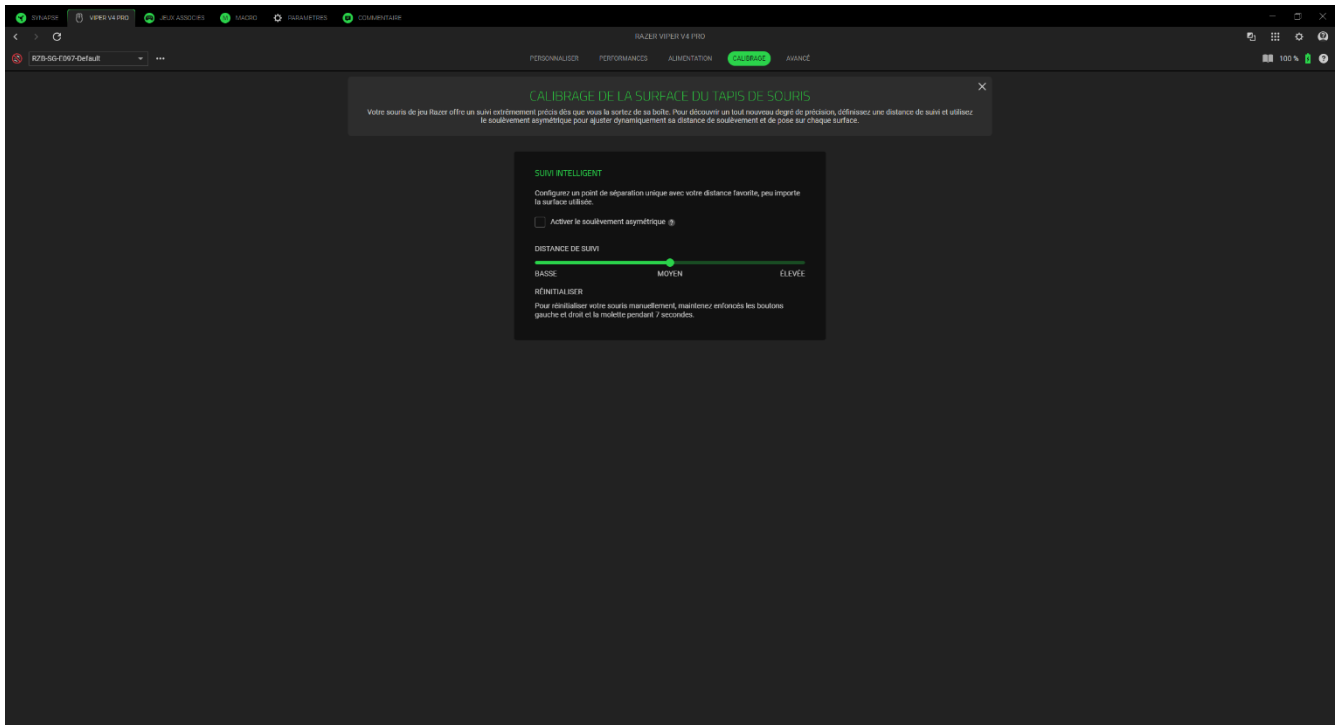 SYNAPSE
VIPER V4 PRO
JEUX ASSOCIÉS
MACRO
PARAMÈTRES
COMMENTAIRE
RAZER VIPER V4 PRO
RZB-SG-E097-Default
PERSONNALISER
PERFORMANCES
ALIMENTATION
CALIBRAGE
AVANCÉ
100 %
CALIBRAGE DE LA SURFACE DU TAPIS DE SOURIS
Votre souris de jeu Razer offre un suivi extrêmement précis dès que vous la sortez de sa boîte. Pour découvrir un tout nouveau degré de précision, définissez une distance de suivi et utilisez
le soulèvement asymétrique pour ajuster dynamiquement sa distance de soulèvement et de pose sur chaque surface.
SUIVI INTELLIGENT
Configurez un point de séparation unique avec votre distance favorite, peu importe
la surface utilisée.
Activer le soulèvement asymétrique
DISTANCE DE SUIVI
BASSE
MOYEN
ÉLEVÉE
RÉINITIALISER
Pour réinitialiser votre souris manuellement, maintenez enfoncés les boutons
gauche et droit et la molette pendant 7 secondes.